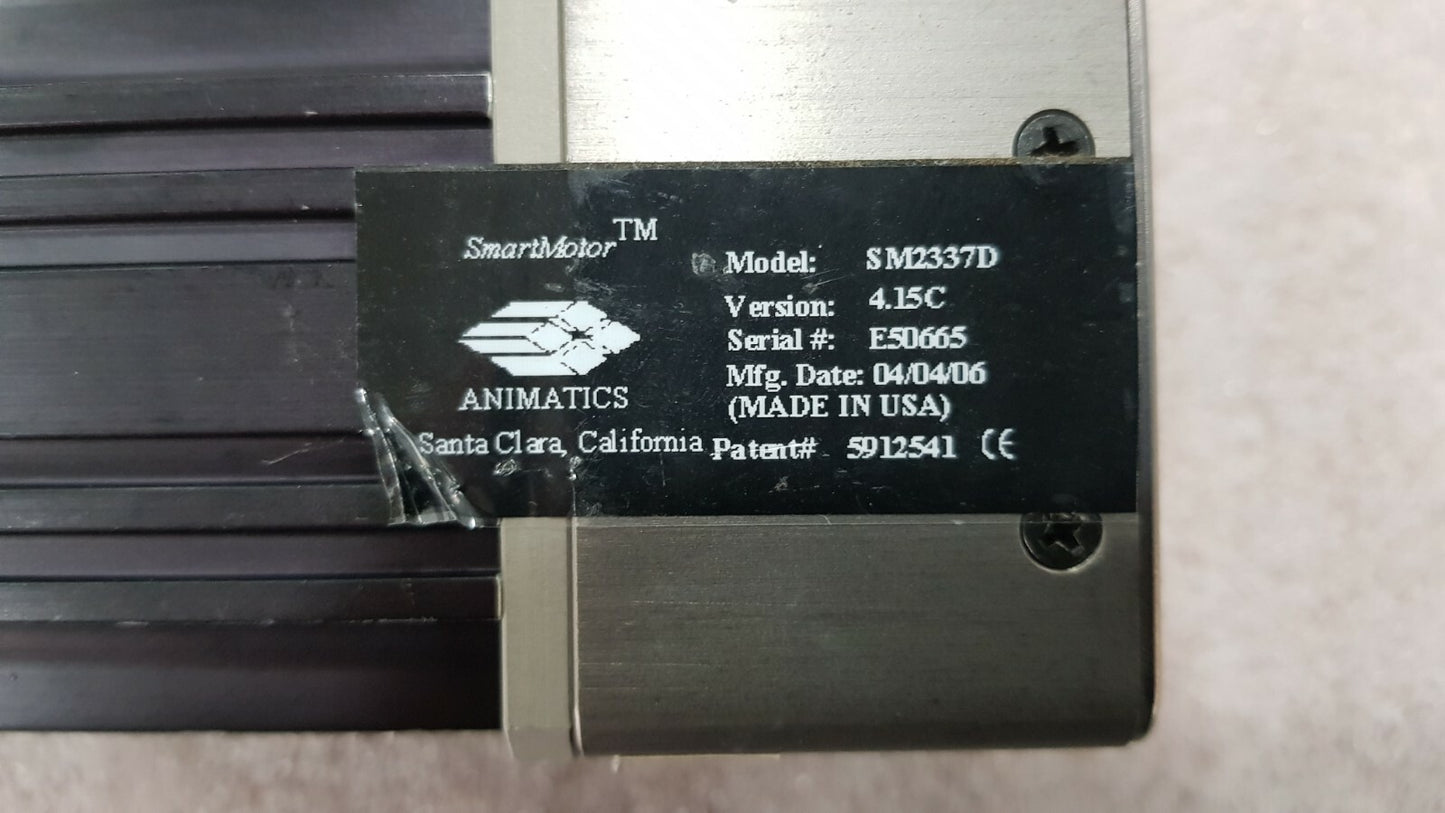 SmartMotor™
ANIMATICS
Santa Clara, California
Model: SM2337D
Version: 4.15C
Serial #: E50665
Mfg. Date: 04/04/06
(MADE IN USA)
Patent# 5912541 CE